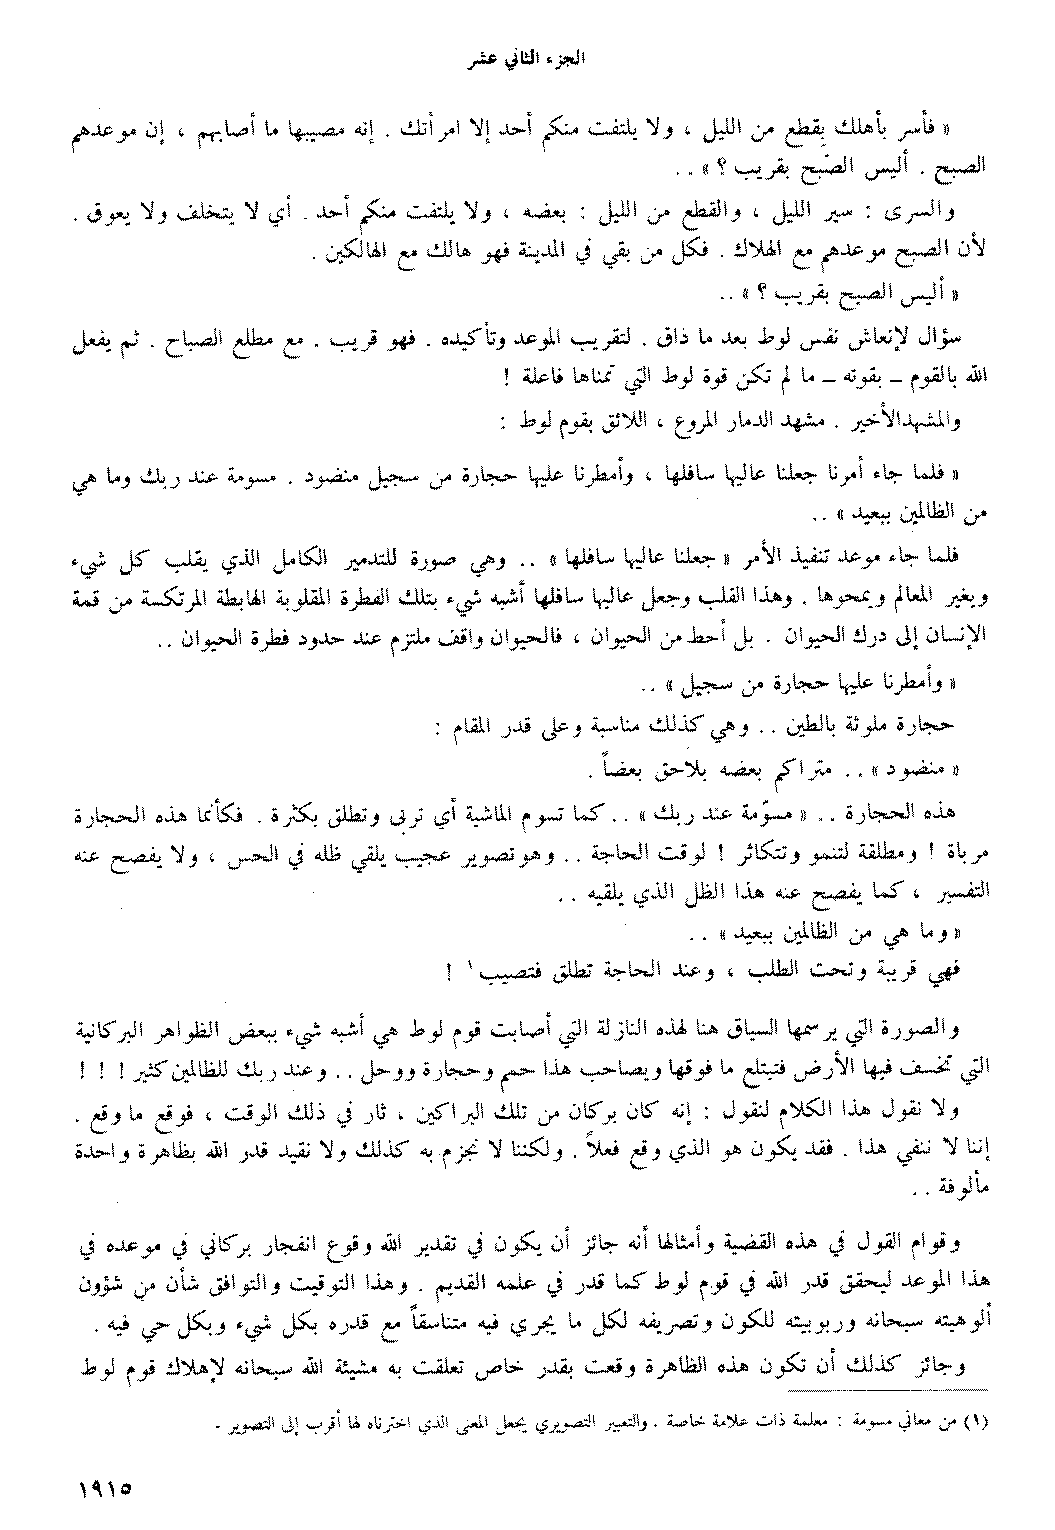 الجزء الثاني عشر
« فأسر بأهلك بِقطع من الليل ، ولا يلتفت منكم أحد إلا امرأتك . إنه مصيبها ما أصابهم ، إن موعدهم
الصبح . أليس الصّبح بقريب ؟ » ..
والسرى : سير الليل ، والقطع من الليل : بعضه ، ولا يلتفت منكم أحد . أي لا يتخلف ولا يعوق .
لأن الصبح موعدهم مع الهلاك . فكل من بقي في المدينة فهو هالك مع الهالكين .
« أليس الصبح بقريب ؟ » ..
سؤال لإنعاش نفس لوط بعد ما ذاق . لتقريب الموعد وتأكيده . فهو قريب . مع مطلع الصباح . ثم يفعل
الله بالقوم – بقوته – ما لم تكن قوة لوط التي تمناها فاعلة !
والمشهد الأخير . مشهد الدمار المروع ، اللائق بقوم لوط :
« فلما جاء أمرنا جعلنا عاليها سافلها ، وأمطرنا عليها حجارة من سجيل منضود . مسومة عند ربك وما هي
من الظالمين ببعيد » ..
فلما جاء موعد تنفيذ الأمر « جعلنا عاليها سافلها » .. وهي صورة للتدمير الكامل الذي يقلب كل شيء
ويغير المعالم ويمحوها . وهذا القلب وجعل عاليها سافلها أشبه شيء بتلك الفطرة المقلوبة الهابطة المرتكسة من قمة
الإنسان إلى درك الحيوان . بل أحط من الحيوان ، فالحيوان واقف ملتزم عند حدود فطرة الحيوان ..
« وأمطرنا عليها حجارة من سجيل » ..
حجارة ملوثة بالطين .. وهي كذلك مناسبة وعلى قدر المقام :
« منضود » .. متراكم بعضه يلاحق بعضاً .
هذه الحجارة .. « مسوّمة عند ربك » .. كما تسوم الماشية أي تربى وتطلق بكثرة . فكأنما هذه الحجارة
مرباة ! ومطلقة لتنمو وتتكاثر ! لوقت الحاجة .. وهو تصوير عجيب يلقي ظله في الحس ، ولا يفصح عنه
التفسير ، كما يفصح عنه هذا الظل الذي يلقيه ..
« وما هي من الظالمين ببعيد » ..
فهي قريبة وتحت الطلب ، وعند الحاجة تطلق فتصيب١ !
والصورة التي يرسمها السياق هنا لهذه النازلة التي أصابت قوم لوط هي أشبه شيء ببعض الظواهر البركانية
التي تخسف فيها الأرض فتبتلع ما فوقها ويصاحب هذا حمم وحجارة ووحل .. وعند ربك للظالمين كثير ! ! !
ولا نقول هذا الكلام لنقول : إنه كان بركان من تلك البراكين ، ثار في ذلك الوقت ، فوقع ما وقع .
إننا لا ننفي هذا . فقد يكون هو الذي وقع فعلاً . ولكننا لا نجزم به كذلك ولا نقيد قدر الله بظاهرة واحدة
مألوفة ..
وقوام القول في هذه القضية وأمثالها أنه جائز أن يكون في تقدير الله وقوع انفجار بركاني في موعده في
هذا الموعد ليحقق قدر الله في قوم لوط كما قدر في علمه القديم . وهذا التوقيت والتوافق شأن من شؤون
ألوهيته سبحانه وربوبيته للكون وتصريفه لكل ما يجري فيه متناسقاً مع قدره بكل شيء وبكل حي فيه .
وجائز كذلك أن تكون هذه الظاهرة وقعت بقدر خاص تعلقت به مشيئة الله سبحانه لإهلاك قوم لوط
(١) من معاني مسومة : معلمة ذات علامة خاصة . والتعبير التصويري يجعل المعنى الذي اخترناه لها أقرب إلى التصوير .
١٩١٥